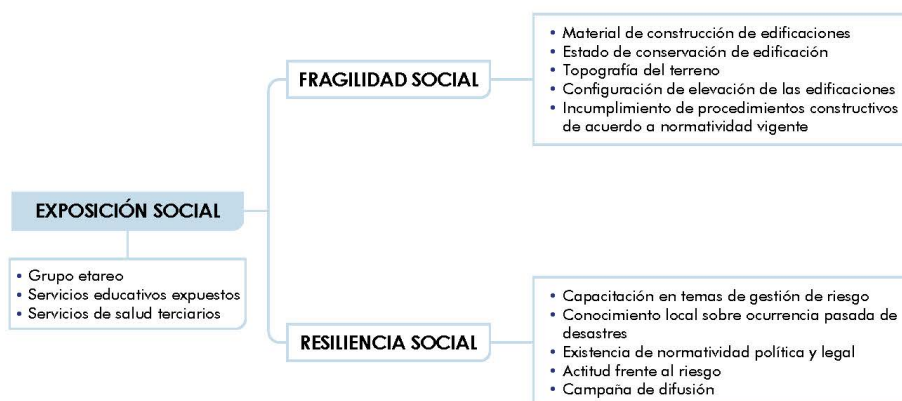 EXPOSICIÓN SOCIAL
• Grupo etareo
• Servicios educativos expuestos
• Servicios de salud terciarios
FRAGILIDAD SOCIAL
• Material de construcción de edificaciones
• Estado de conservación de edificación
• Topografía del terreno
• Configuración de elevación de las edificaciones
• Incumplimiento de procedimientos constructivos
de acuerdo a normatividad vigente
RESILIENCIA SOCIAL
• Capacitación en temas de gestión de riesgo
• Conocimiento local sobre ocurrencia pasada de
desastres
• Existencia de normatividad política y legal
• Actitud frente al riesgo
• Campaña de difusión